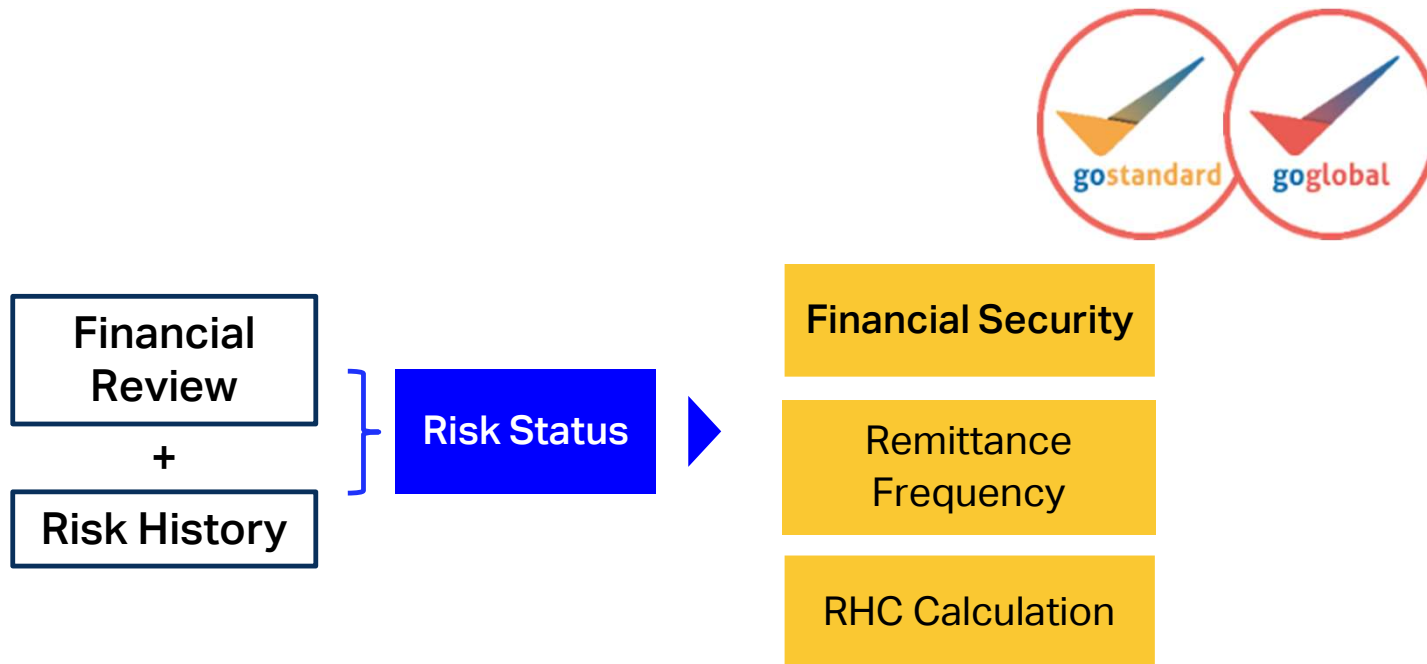 gostandard
goglobal
Financial
Review
+
Risk History
Risk Status
Financial Security
Remittance
Frequency
RHC Calculation